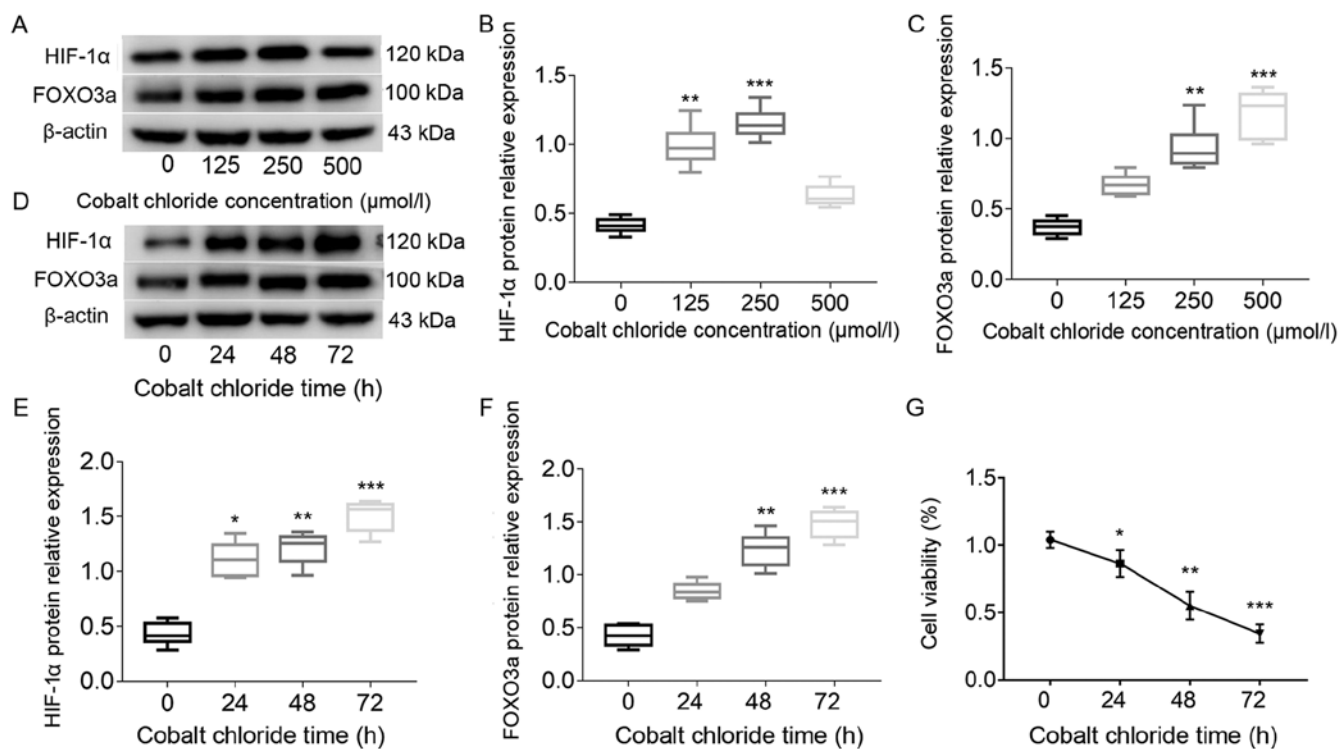 A
HIF-1α 120 kDa
FOXO3a 100 kDa
β-actin 43 kDa
0 125 250 500
Cobalt chloride concentration (µmol/l)
B
HIF-1α protein relative expression
1.5
1.0
0.5
0.0
** ***
0 125 250 500
Cobalt chloride concentration (µmol/l)
C
FOXO3a protein relative expression
1.5
1.0
0.5
0.0
** ***
0 125 250 500
Cobalt chloride concentration (µmol/l)
D
HIF-1α 120 kDa
FOXO3a 100 kDa
β-actin 43 kDa
0 24 48 72
Cobalt chloride time (h)
E
HIF-1α protein relative expression
2.0
1.5
1.0
0.5
0.0
* ** ***
0 24 48 72
Cobalt chloride time (h)
F
FOXO3a protein relative expression
2.0
1.5
1.0
0.5
0.0
** ***
0 24 48 72
Cobalt chloride time (h)
G
Cell viability (%)
1.5
1.0
0.5
0.0
* ** ***
0 24 48 72
Cobalt chloride time (h)